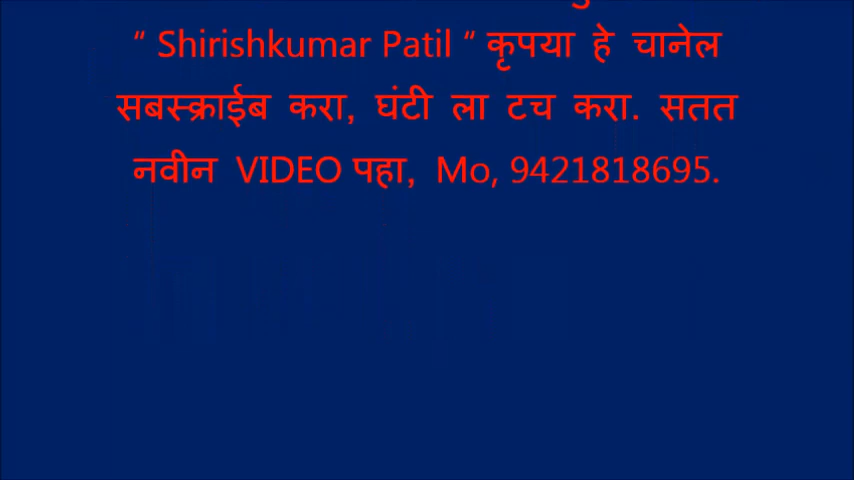 “ Shirishkumar Patil “ कृपया हे चानेल
सबस्क्राईब करा, घंटी ला टच करा. सतत
नवीन VIDEO पहा, Mo, 9421818695.